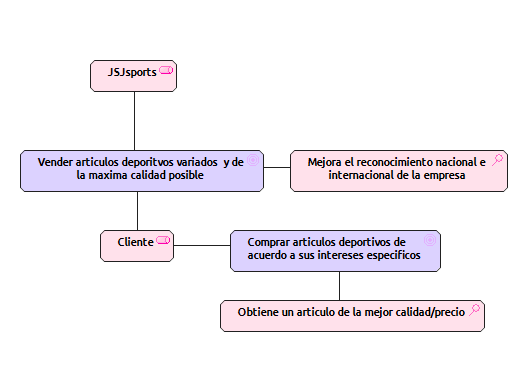 JSJsports
Vender articulos deporitvos variados y de
la maxima calidad posible
Mejora el reconocimiento nacional e
internacional de la empresa
Cliente
Comprar articulos deportivos de
acuerdo a sus intereses especificos
Obtiene un articulo de la mejor calidad/precio